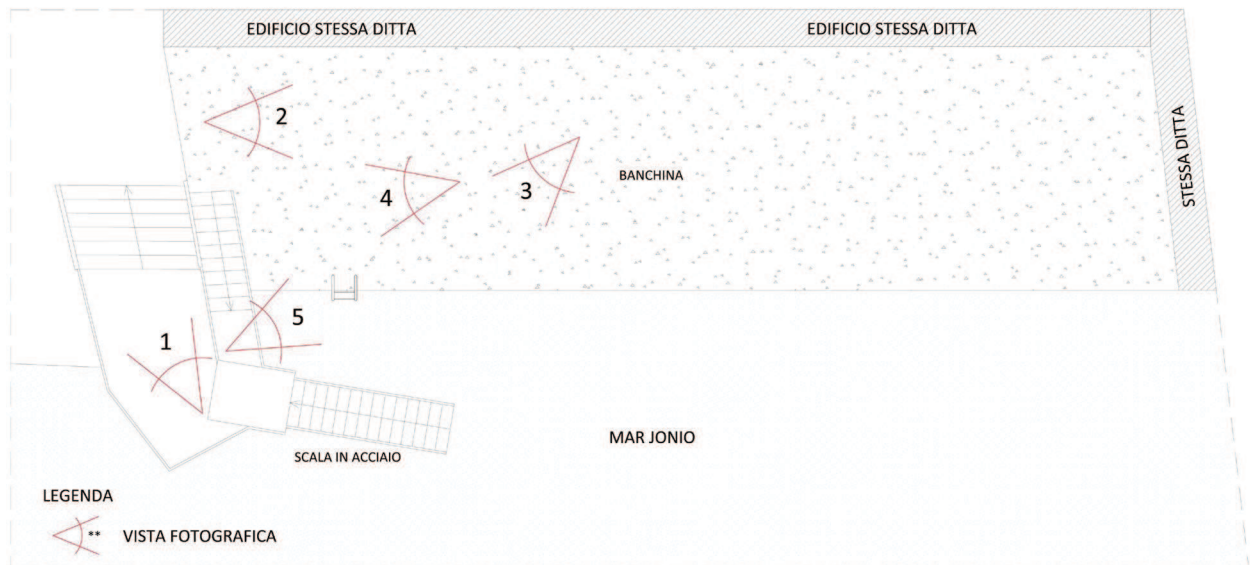 EDIFICIO STESSA DITTA
EDIFICIO STESSA DITTA
STESSA DITTA
2
4
3
BANCHINA
1
5
MAR JONIO
SCALA IN ACCIAIO
LEGENDA
** VISTA FOTOGRAFICA